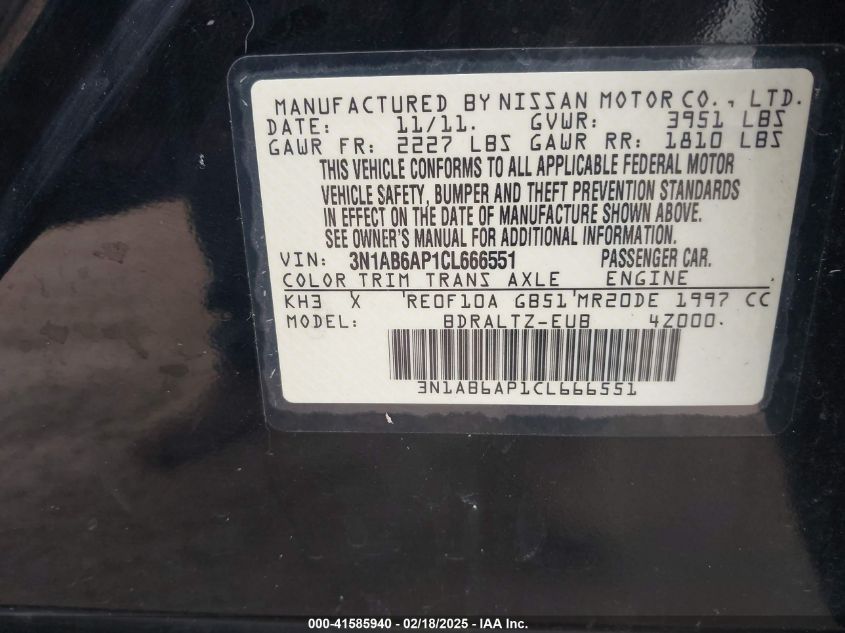 MANUFACTURED BY NISSAN MOTOR CO., LTD.
DATE: 11/11. GVWR: 3951 LBS
GAWR FR: 2227 LBS GAWR RR: 1810 LBS
THIS VEHICLE CONFORMS TO ALL APPLICABLE FEDERAL MOTOR
VEHICLE SAFETY, BUMPER AND THEFT PREVENTION STANDARDS
IN EFFECT ON THE DATE OF MANUFACTURE SHOWN ABOVE.
SEE OWNER'S MANUAL FOR ADDITIONAL INFORMATION.
VIN: 3N1AB6AP1CL666551 PASSENGER CAR.
COLOR TRIM TRANS AXLE ENGINE
KH3 X RE0F10A GB51 MR20DE 1997 CC
MODEL: BDRALTZ-EUB 4Z000.
3N1AB6AP1CL666551
000-41585940 - 02/18/2025 - IAA Inc.